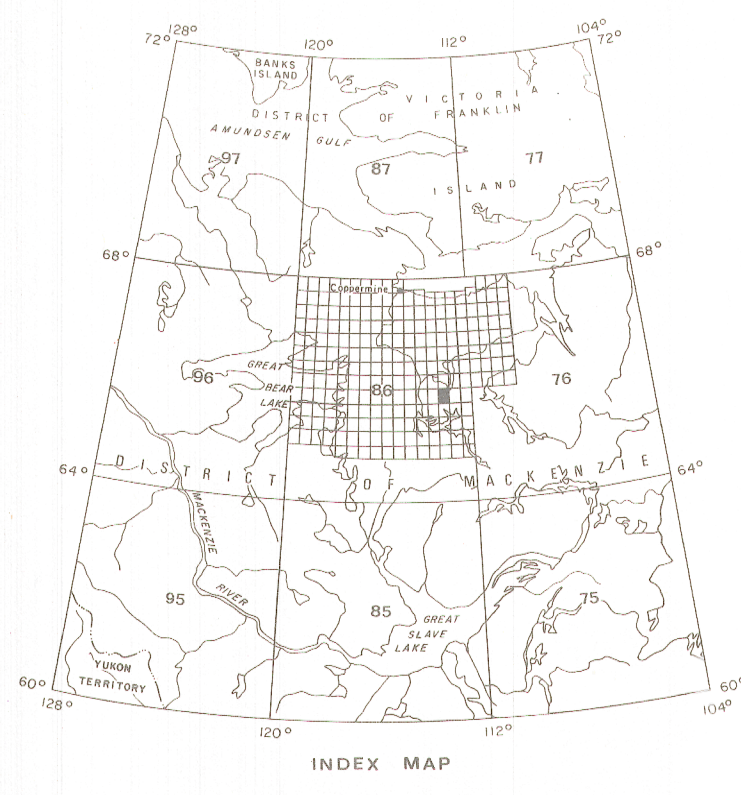 128°
120°
112°
104°
72°
72°
BANKS
ISLAND
VICTORIA
DISTRICT OF FRANKLIN
AMUNDSEN GULF
97
87
77
ISLAND
68°
68°
Coppermine
GREAT
BEAR
LAKE
96
86
76
DISTRICT OF MACKENZIE
64°
64°
MACKENZIE
RIVER
95
85
75
GREAT
SLAVE
LAKE
YUKON
TERRITORY
60°
60°
128°
120°
112°
104°
INDEX MAP